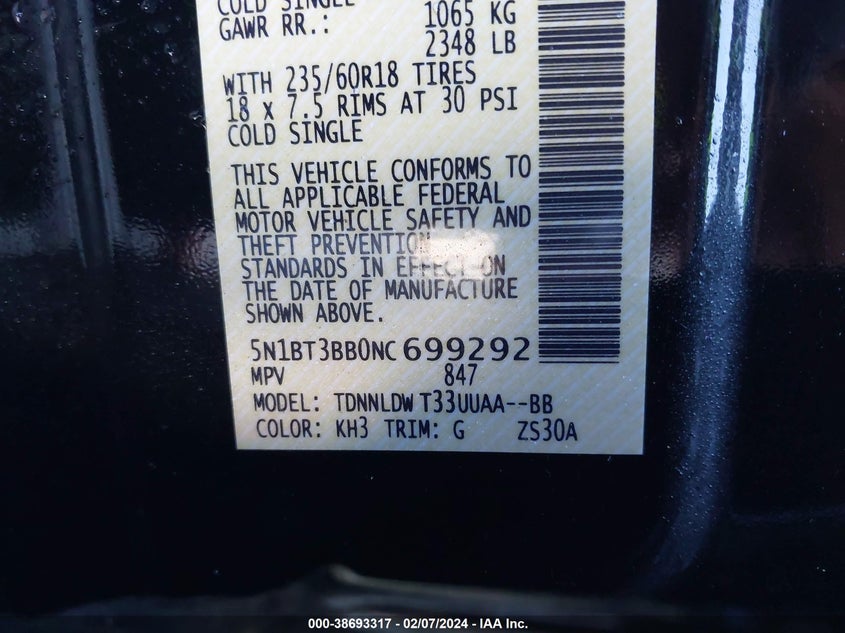 COLD SINGLE
GAWR RR.: 1065 KG
2348 LB
WITH 235/60R18 TIRES
18 x 7.5 RIMS AT 30 PSI
COLD SINGLE
THIS VEHICLE CONFORMS TO
ALL APPLICABLE FEDERAL
MOTOR VEHICLE SAFETY AND
THEFT PREVENTION
STANDARDS IN EFFECT ON
THE DATE OF MANUFACTURE
SHOWN ABOVE.
5N1BT3BB0NC699292
MPV 847
MODEL: TDNNLDW T33UUAA--BB
COLOR: KH3 TRIM: G ZS30A
000-38693317 - 02/07/2024 - IAA Inc.